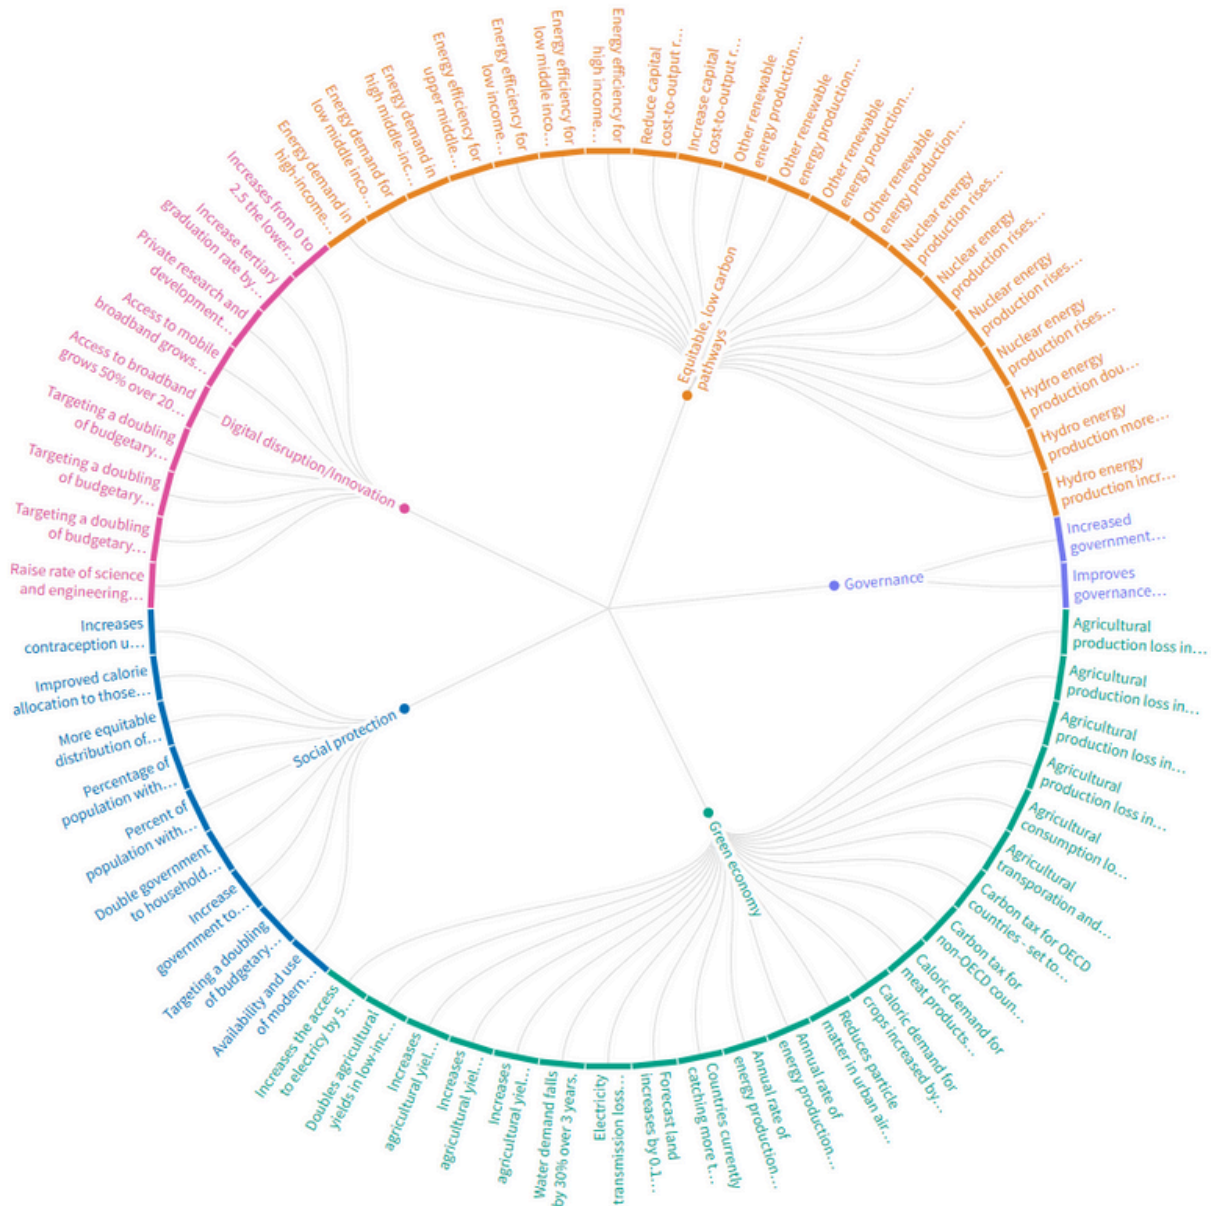 Energy demand in
high-income...
Energy demand for
low middle inco...
Energy demand in
high middle-inc...
Energy efficiency for
upper middle...
Energy efficiency for
low income...
Energy efficiency for
low middle inco...
Energy efficiency for
high income...
Reduce capital
cost-to-output r...
Increase capital
cost-to-output r...
Other renewable
energy production...
Other renewable
energy production...
Other renewable
energy production...
Other renewable
energy production...
Nuclear energy
production rises...
Nuclear energy
production rises...
Nuclear energy
production rises...
Nuclear energy
production rises...
Hydro energy
production dou...
Hydro energy
production more...
Hydro energy
production incr...
Equitable, low carbon
pathways
Increased
government...
Improves
governance...
Governance
Agricultural
production loss in...
Agricultural
production loss in...
Agricultural
production loss in...
Agricultural
production loss in...
Agricultural
consumption lo...
Agricultural
transporation and...
Carbon tax for OECD
countries - set to...
Carbon tax for
non-OECD coun...
Caloric demand for
meat products...
Caloric demand for
crops increased by...
Reduces particle
matter in urban air...
Annual rate of
energy production...
Annual rate of
energy production...
Countries currently
catching more t...
Forecast land
increases by 0.1...
Electricity
transmission loss...
Water demand falls
by 30% over 3 years.
Increases
agricultural yiel...
Increases
agricultural yiel...
Increases
agricultural yiel...
Doubles agricultural
yields in low-inc...
Increases the access
to electricy by 5...
Green economy
Availability and use
of modern...
Targeting a doubling
of budgetary...
Increase
government to...
Double government
to household...
Percent of
population with...
Percentage of
population with...
More equitable
distribution of...
Improved calorie
allocation to those...
Increases
contraception u...
Social protection
Raise rate of science
and engineering...
Targeting a doubling
of budgetary...
Targeting a doubling
of budgetary...
Targeting a doubling
of budgetary...
Access to broadband
grows 50% over 20...
Access to mobile
broadband grows...
Private research and
development...
Increase tertiary
graduation rate by...
Increases from 0 to
2.5 the lower...
Digital disruption/Innovation